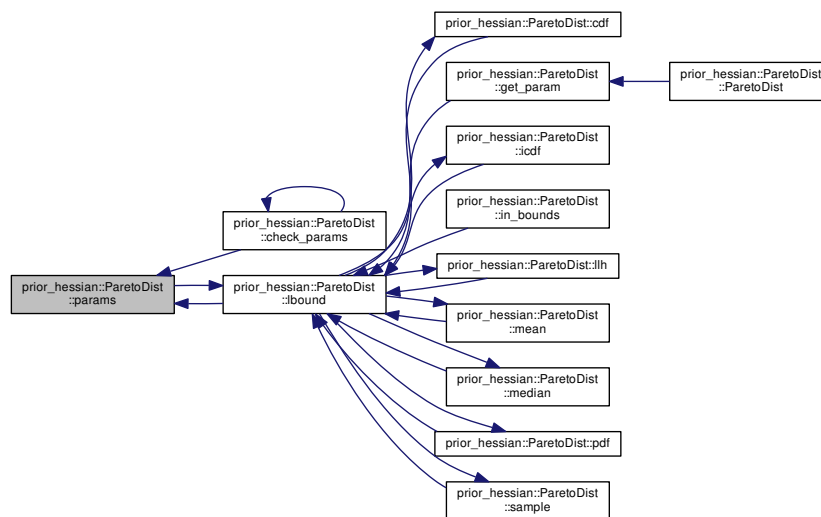 prior_hessian::ParetoDist::cdf
prior_hessian::ParetoDist
::get_param
prior_hessian::ParetoDist
::ParetoDist
prior_hessian::ParetoDist
::icdf
prior_hessian::ParetoDist
::in_bounds
prior_hessian::ParetoDist
::check_params
prior_hessian::ParetoDist::llh
prior_hessian::ParetoDist
::params
prior_hessian::ParetoDist
::lbound
prior_hessian::ParetoDist
::mean
prior_hessian::ParetoDist
::median
prior_hessian::ParetoDist::pdf
prior_hessian::ParetoDist
::sample